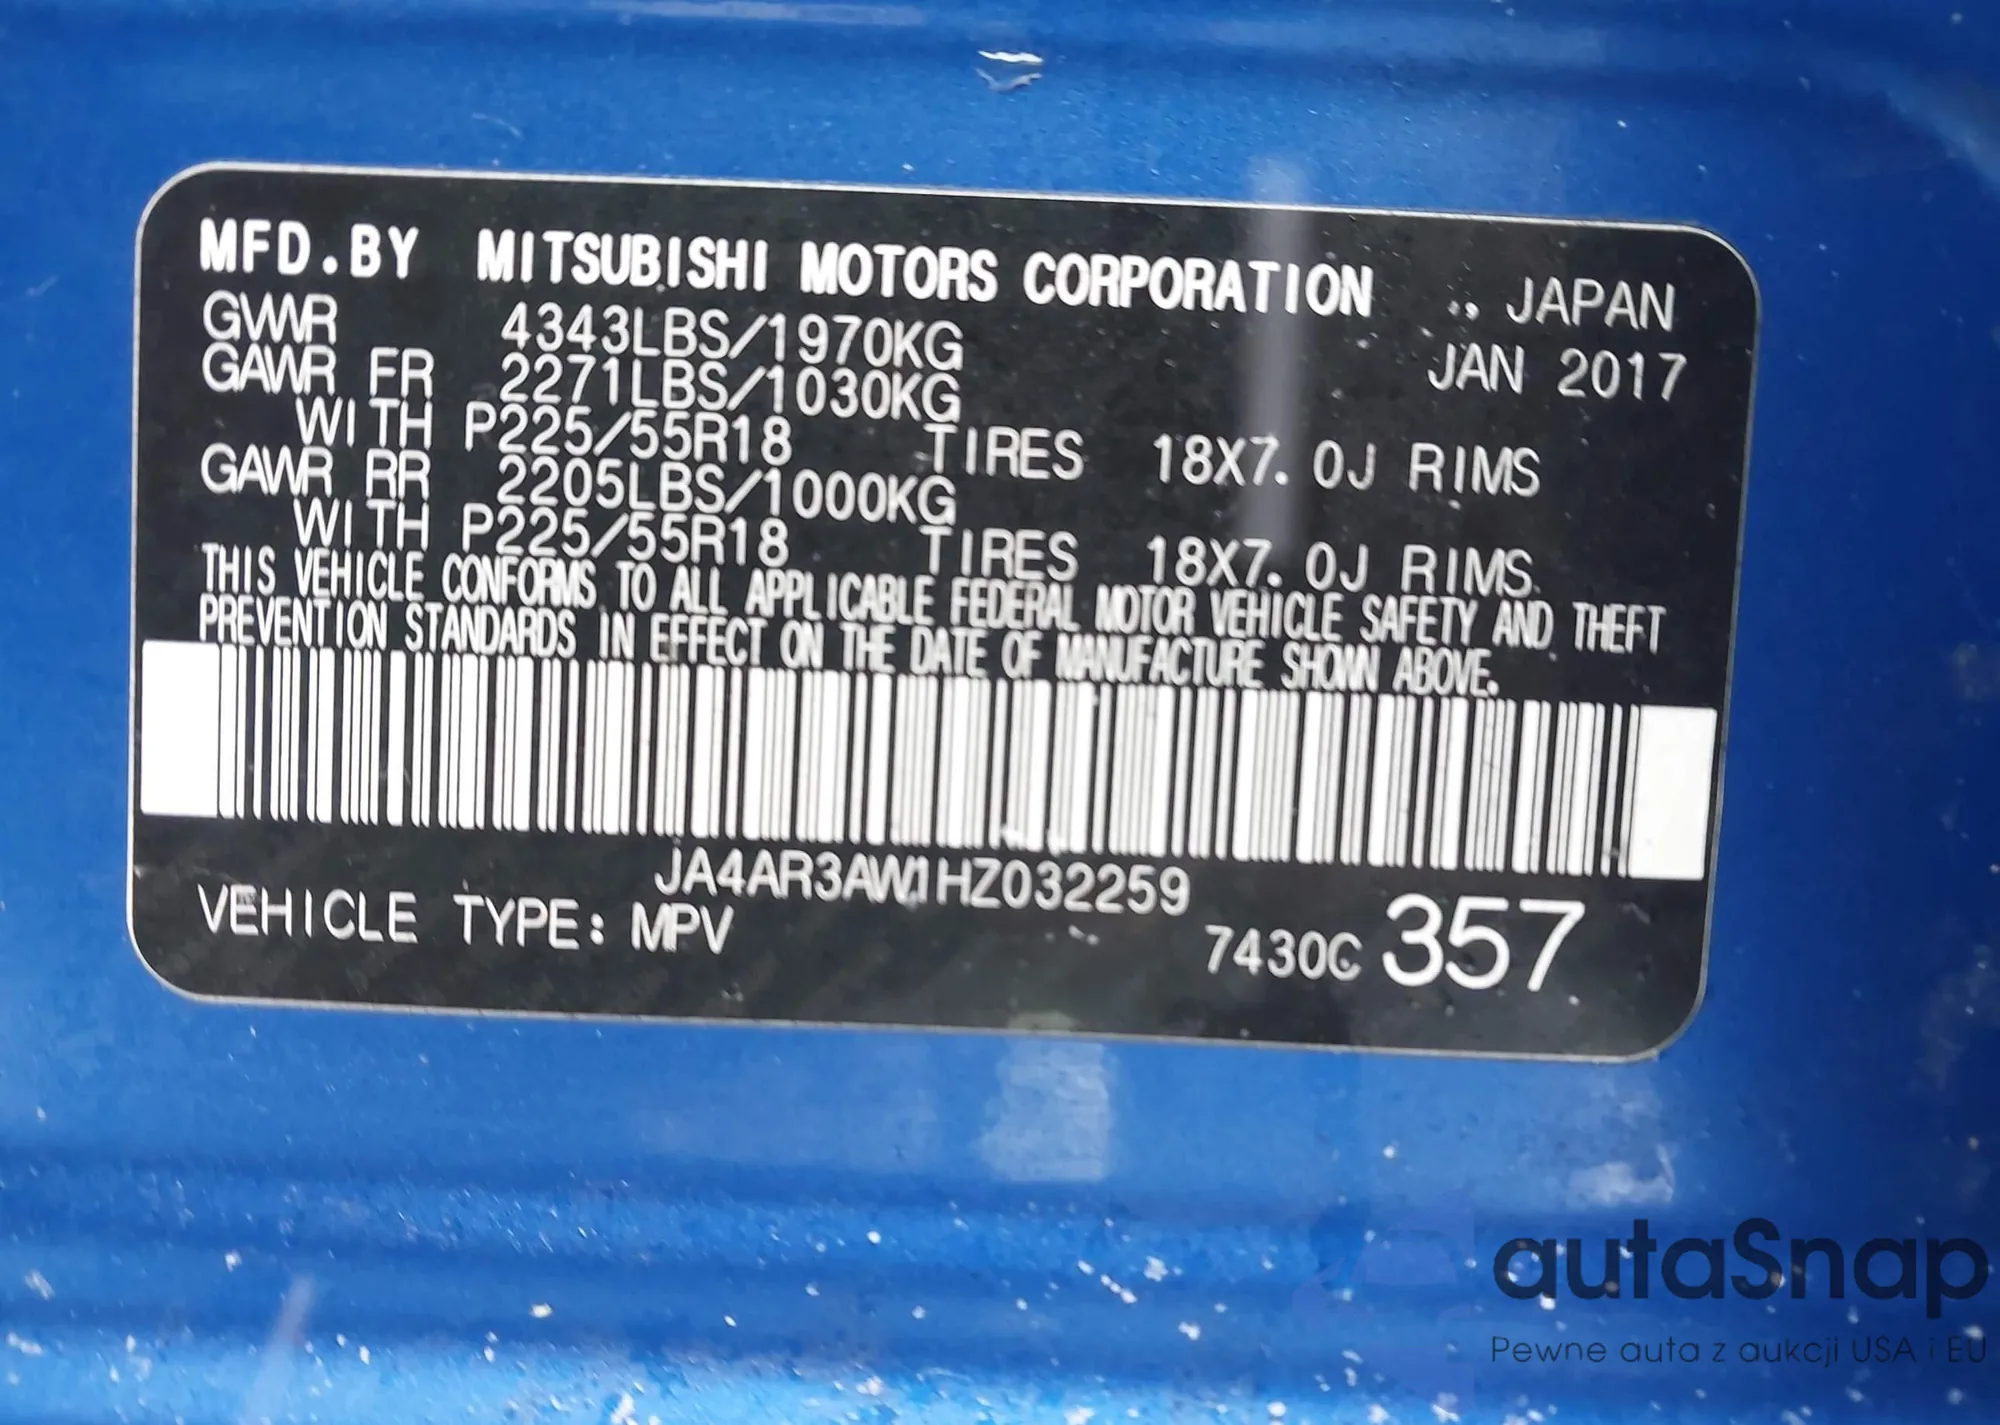 MFD.BY MITSUBISHI MOTORS CORPORATION JAPAN
GVWR 4343LBS/1970KG JAN 2017
GAWR FR 2271LBS/1030KG
WITH P225/55R18 TIRES 18X7.0J RIMS
GAWR RR 2205LBS/1000KG
WITH P225/55R18 TIRES 18X7.0J RIMS
THIS VEHICLE CONFORMS TO ALL APPLICABLE FEDERAL MOTOR VEHICLE SAFETY AND THEFT
PREVENTION STANDARDS IN EFFECT ON THE DATE OF MANUFACTURE SHOWN ABOVE.
JA4AR3AW1HZ032259
VEHICLE TYPE: MPV 7430C 357
autaSnap
Pewne auta z aukcji USA i EU